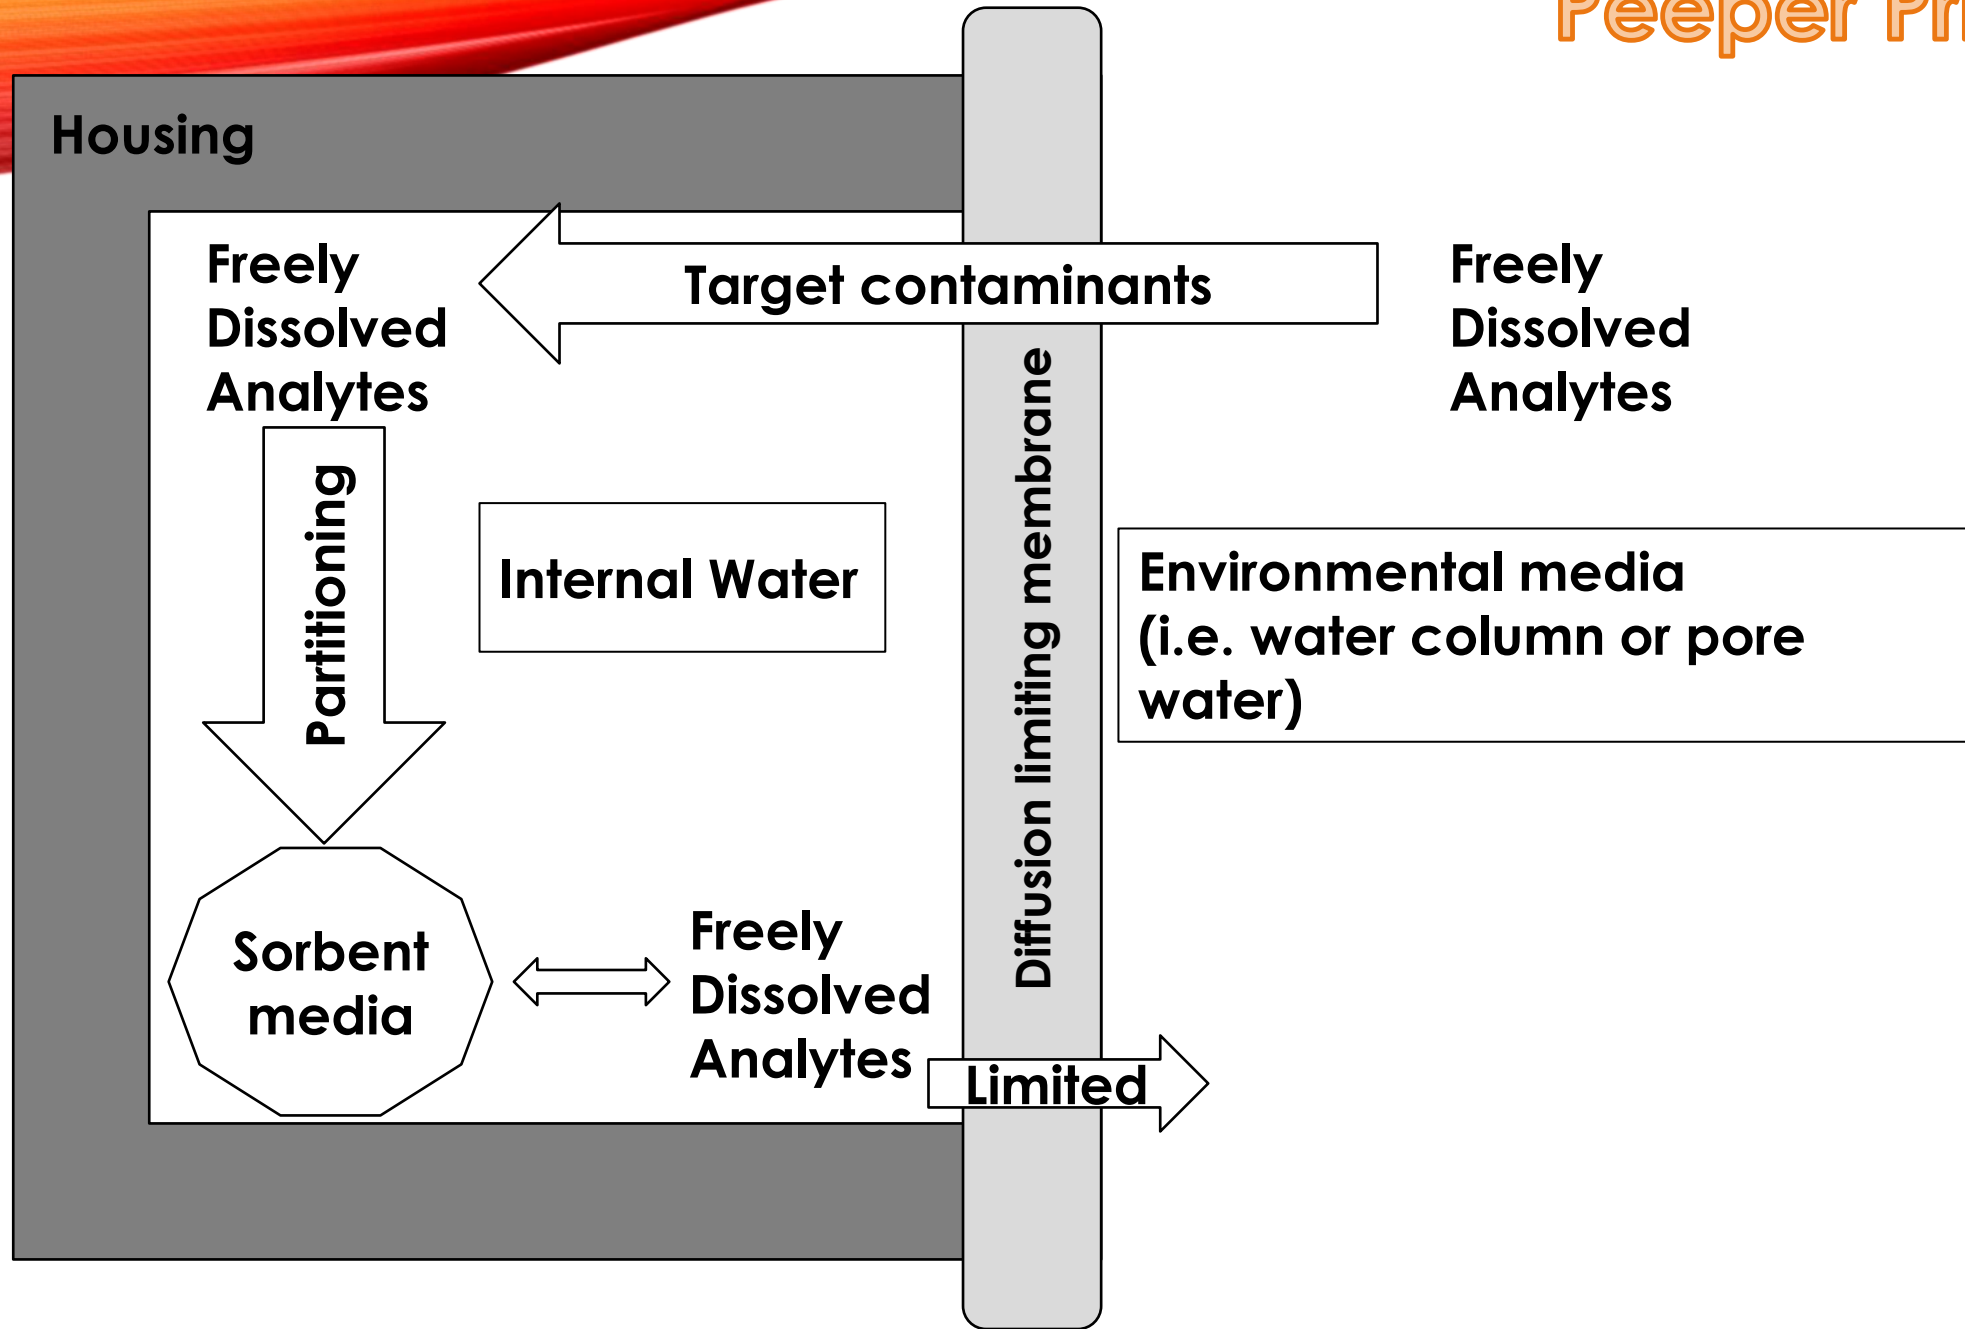 Peeper
Housing
Freely
Dissolved
Analytes
Target contaminants
Freely
Dissolved
Analytes
Partitioning
Internal Water
Diffusion limiting membrane
Environmental media
(i.e. water column or pore
water)
Sorbent
media
Freely
Dissolved
Analytes
Limited